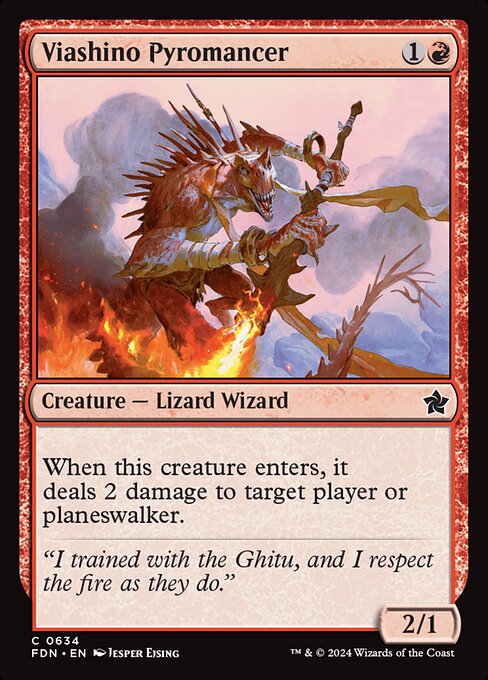 Viashino Pyromancer
1
Creature — Lizard Wizard
When this creature enters, it
deals 2 damage to target player or
planeswalker.
“I trained with the Ghitu, and I respect
the fire as they do.”
2/1
C 0634
FDN • EN Jesper Eising
™ & © 2024 Wizards of the Coast